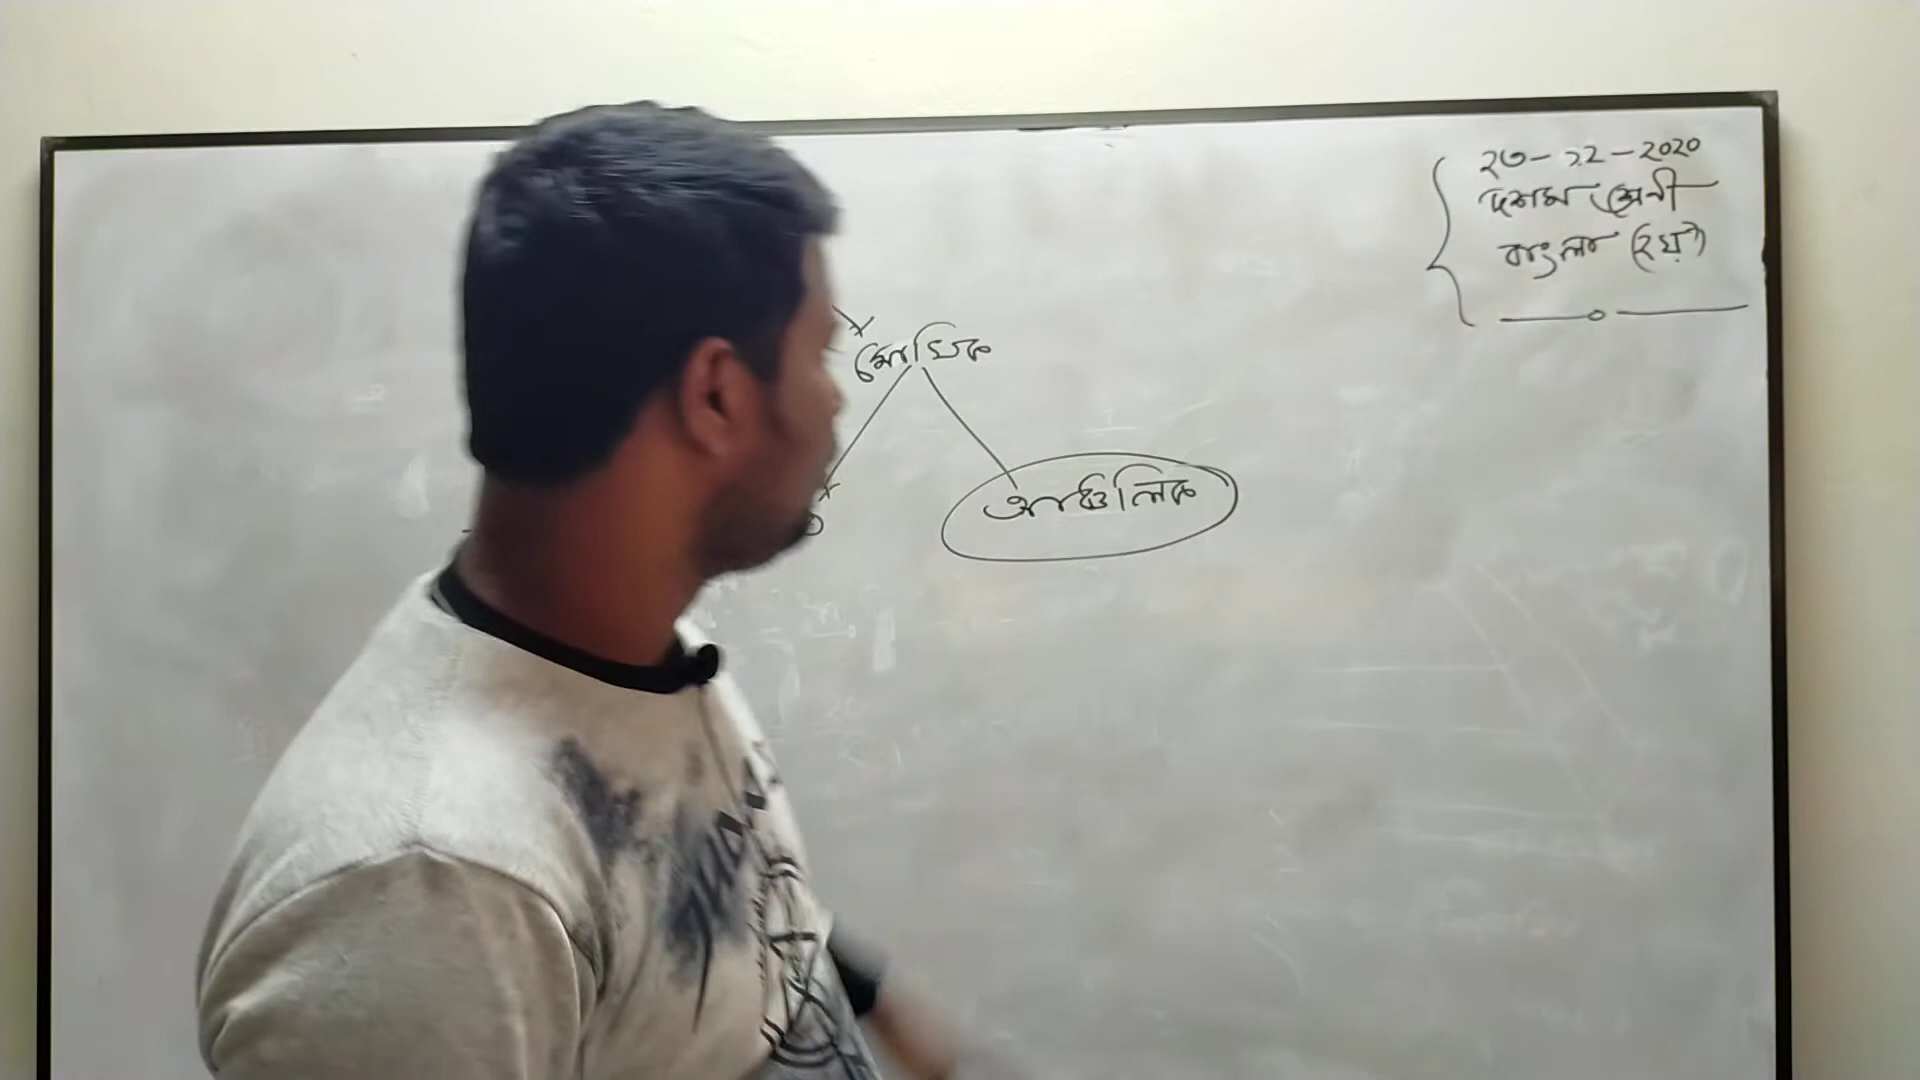 ২৩-১২-২০২০
দশম শ্রেণী
বাংলা (২য়)
মৌখিক
আঞ্চলিক